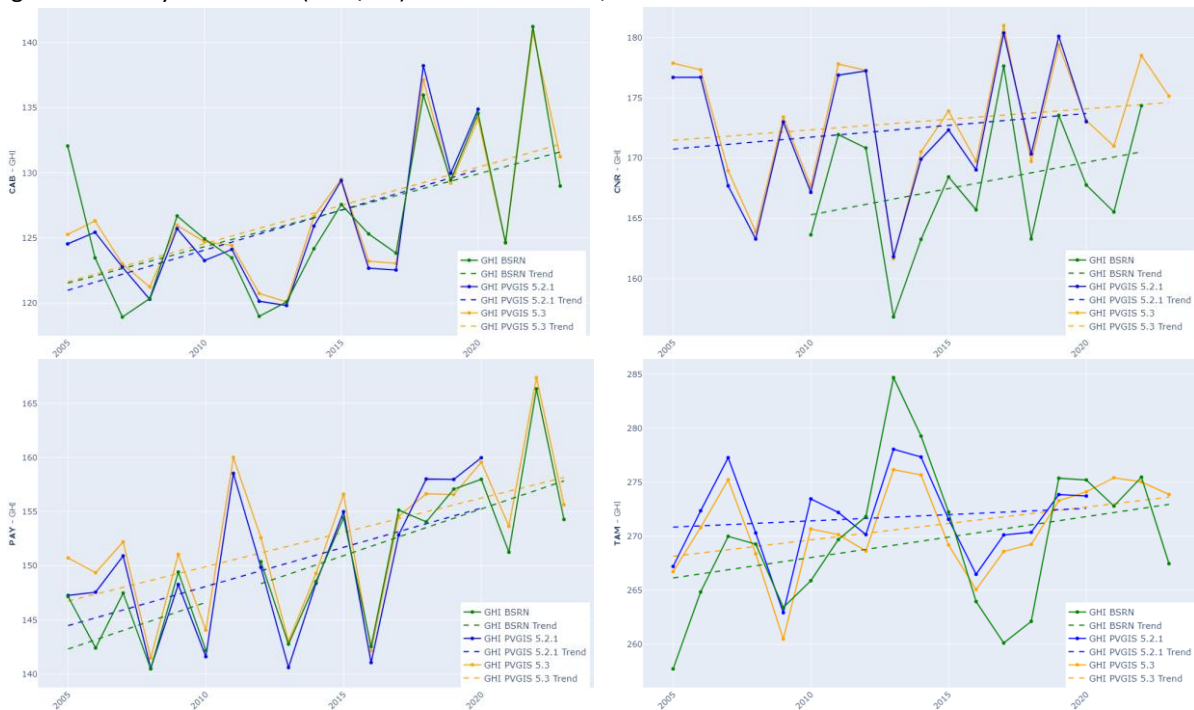 140
135
130
125
120
CAB - GHI
2005
2010
2015
2020
GHI BSRN
GHI BSRN Trend
GHI PVGIS 5.2.1
GHI PVGIS 5.2.1 Trend
GHI PVGIS 5.3
GHI PVGIS 5.3 Trend
180
175
170
165
160
CNR - GHI
2005
2010
2015
2020
GHI BSRN
GHI BSRN Trend
GHI PVGIS 5.2.1
GHI PVGIS 5.2.1 Trend
GHI PVGIS 5.3
GHI PVGIS 5.3 Trend
165
160
155
150
145
140
PAY - GHI
2005
2010
2015
2020
GHI BSRN
GHI BSRN Trend
GHI PVGIS 5.2.1
GHI PVGIS 5.2.1 Trend
GHI PVGIS 5.3
GHI PVGIS 5.3 Trend
285
280
275
270
265
260
TAM - GHI
2005
2010
2015
2020
GHI BSRN
GHI BSRN Trend
GHI PVGIS 5.2.1
GHI PVGIS 5.2.1 Trend
GHI PVGIS 5.3
GHI PVGIS 5.3 Trend